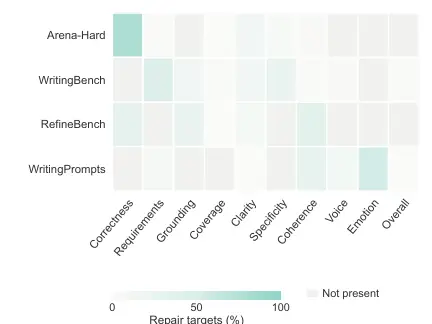 Arena-Hard
WritingBench
RefineBench
WritingPrompts
Correctness
Requirements
Grounding
Coverage
Clarity
Specificity
Coherence
Voice
Emotion
Overall
0
50
100
Not present
Repair targets (%)